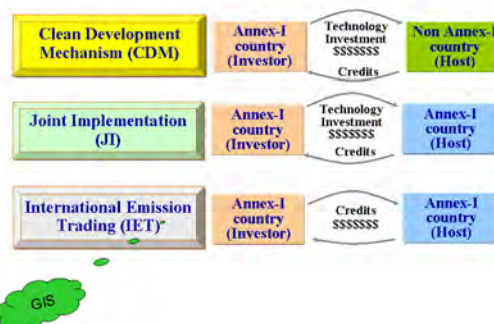 Clean Development
Mechanism (CDM)
Annex-I
country
(Investor)
Technology
Investment
$$$$$$$
Credits
Non Annex-I
country
(Host)
Joint Implementation
(JI)
Annex-I
country
(Investor)
Technology
Investment
$$$$$$$
Credits
Annex-I
country
(Host)
International Emission
Trading (IET)
Annex-I
country
(Investor)
Credits
$$$$$$$
Annex-I
country
(Host)
GIS